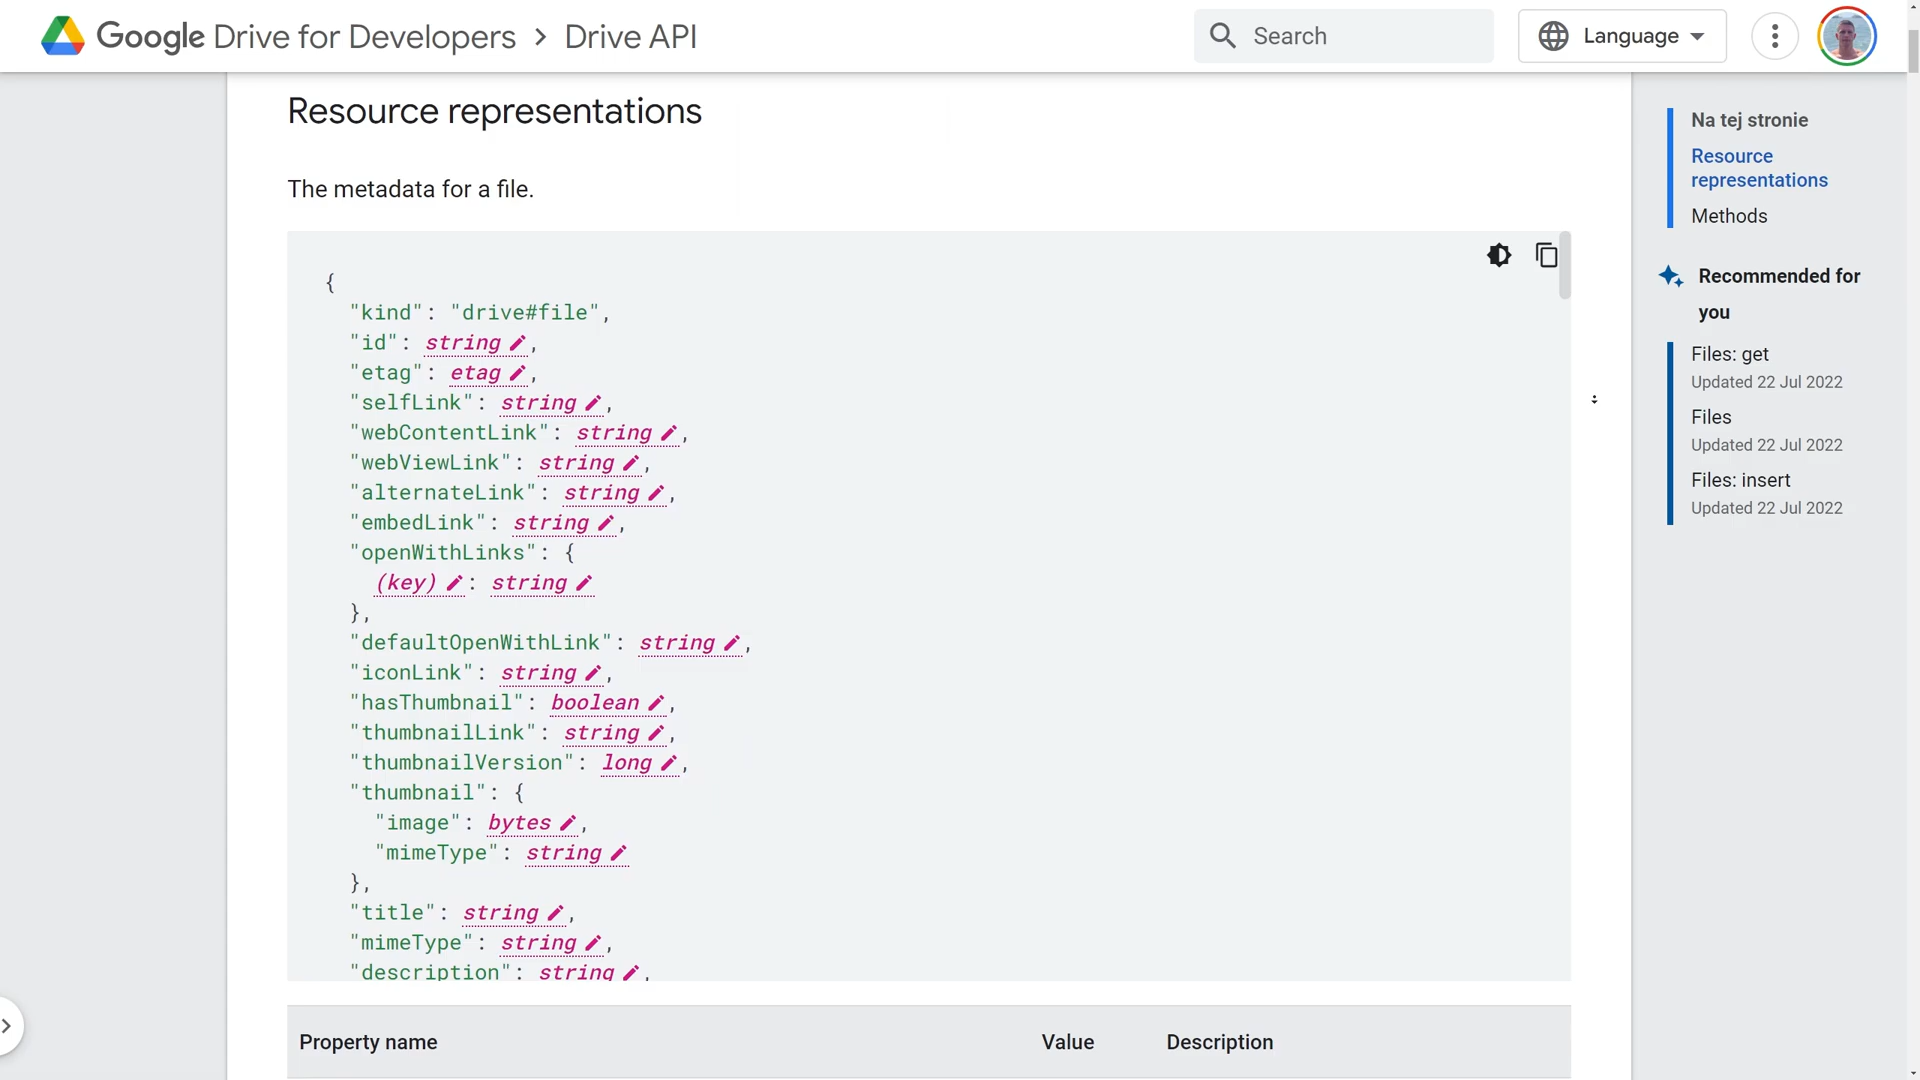 Google Drive for Developers > Drive API
Search
Language
Resource representations
The metadata for a file.
{
"kind": "drive#file",
"id": string,
"etag": etag,
"selfLink": string,
"webContentLink": string,
"webViewLink": string,
"alternateLink": string,
"embedLink": string,
"openWithLinks": {
(key): string
},
"defaultOpenWithLink": string,
"iconLink": string,
"hasThumbnail": boolean,
"thumbnailLink": string,
"thumbnailVersion": long,
"thumbnail": {
"image": bytes,
"mimeType": string
},
"title": string,
"mimeType": string,
"description": string,
Property name
Value
Description
Na tej stronie
Resource
representations
Methods
Recommended for
you
Files: get
Updated 22 Jul 2022
Files
Updated 22 Jul 2022
Files: insert
Updated 22 Jul 2022